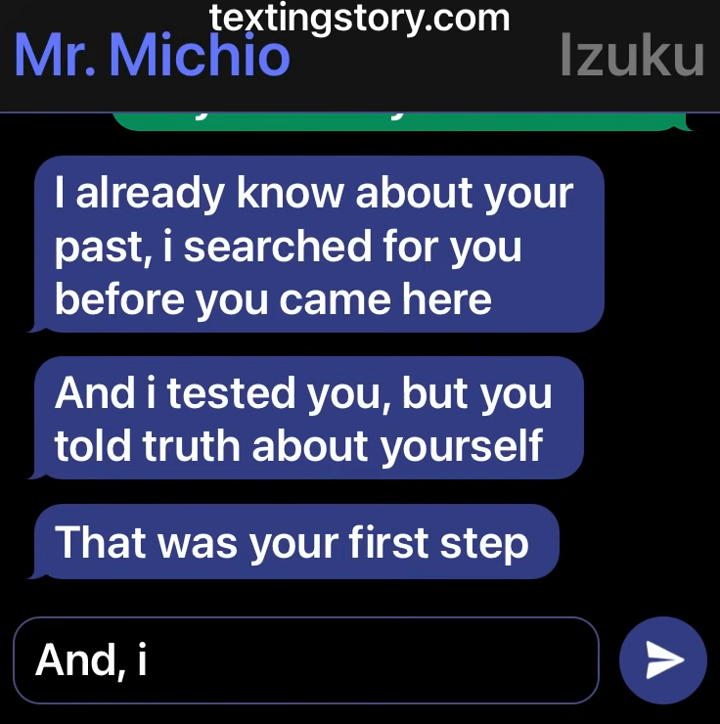 textingstory.com
Mr. Michio Izuku
I already know about your
past, i searched for you
before you came here
And i tested you, but you
told truth about yourself
That was your first step
And, i